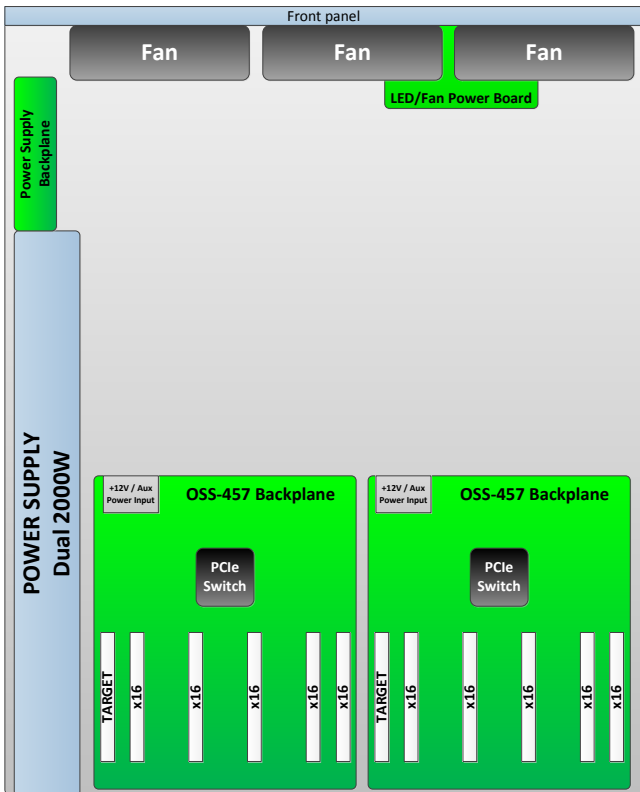 Front panel
Fan
Fan
Fan
LED/Fan Power Board
Power Supply
Backplane
POWER SUPPLY
Dual 2000W
+12V / Aux
Power Input
OSS-457 Backplane
PCIe
Switch
TARGET
x16
x16
x16
x16
x16
+12V / Aux
Power Input
OSS-457 Backplane
PCIe
Switch
TARGET
x16
x16
x16
x16
x16